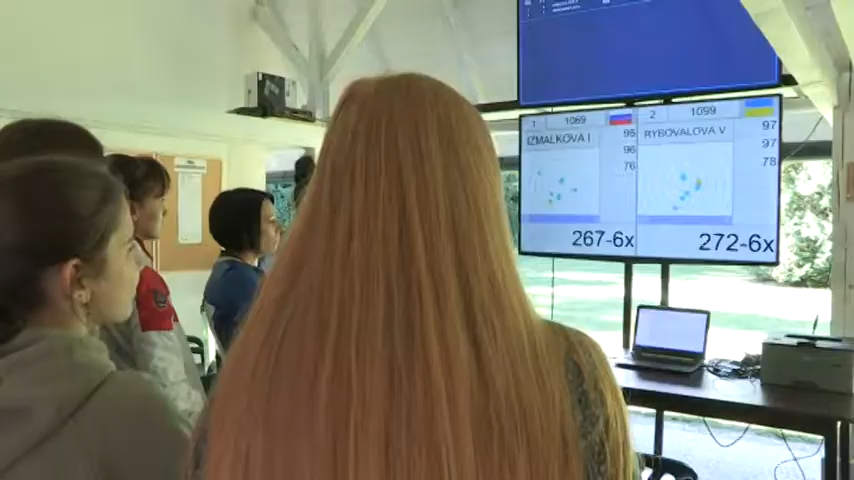 1 1069
IZMALKOVA I
95
96
76
267-6x
2 1099
RYBOVALOVA V
97
97
78
272-6x